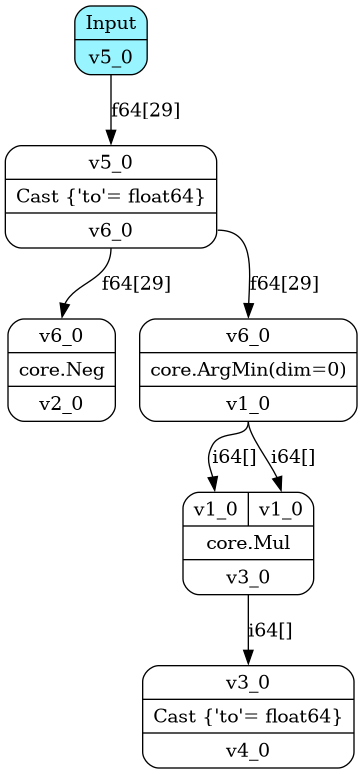 Input
v5_0
f64[29]
v5_0
Cast {'to'= float64}
v6_0
f64[29]
f64[29]
v6_0
core.Neg
v2_0
v6_0
core.ArgMin(dim=0)
v1_0
i64[]
i64[]
v1_0
v1_0
core.Mul
v3_0
i64[]
v3_0
Cast {'to'= float64}
v4_0